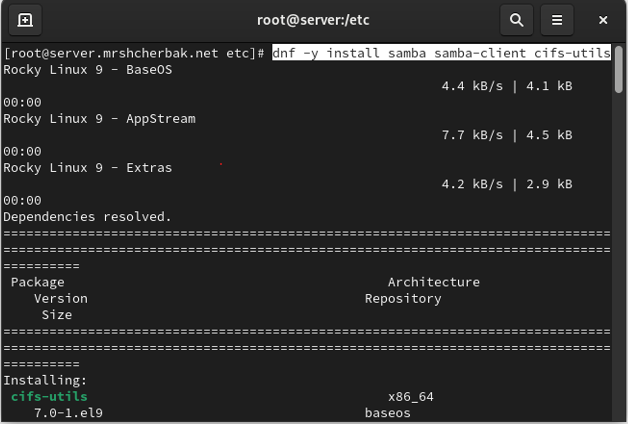 root@server:/etc
[root@server.mrshcherbak.net etc]# dnf -y install samba samba-client cifs-utils
Rocky Linux 9 - BaseOS
4.4 kB/s | 4.1 kB
00:00
Rocky Linux 9 - AppStream
7.7 kB/s | 4.5 kB
00:00
Rocky Linux 9 - Extras
4.2 kB/s | 2.9 kB
00:00
Dependencies resolved.
================================================================================
================================================================================
==========
Package Architecture
Version Repository
Size
================================================================================
================================================================================
==========
Installing:
cifs-utils x86_64
7.0-1.el9 baseos